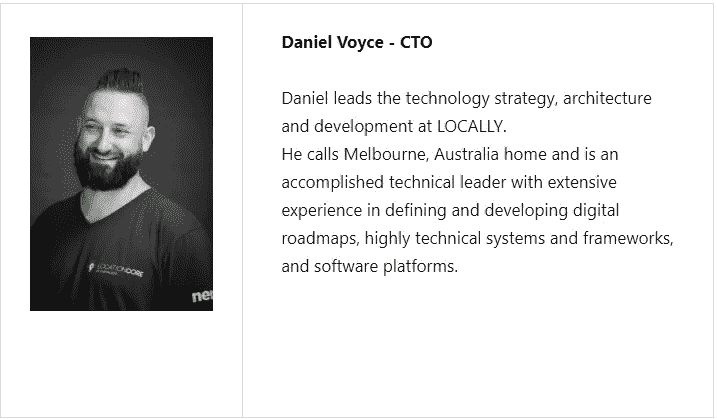 Daniel Voyce - CTO
Daniel leads the technology strategy, architecture
and development at LOCALLY.
He calls Melbourne, Australia home and is an
accomplished technical leader with extensive
experience in defining and developing digital
roadmaps, highly technical systems and frameworks,
and software platforms.
LOCATIONCORE